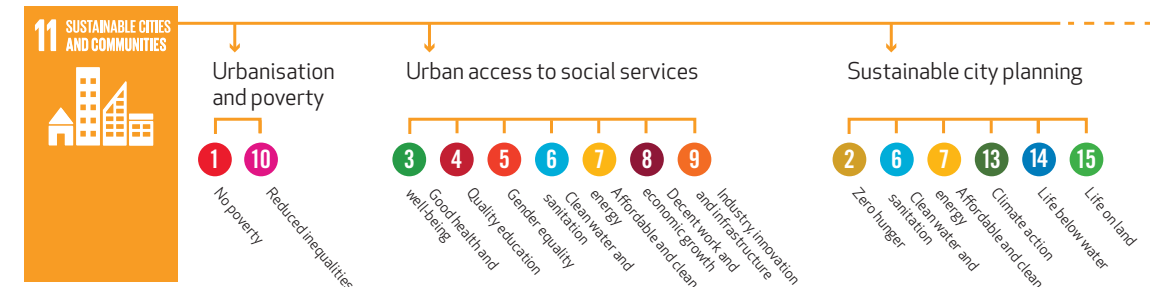 11 SUSTAINABLE CITIES
AND COMMUNITIES
Urbanisation
and poverty
1
No poverty
10
Reduced inequalities
Urban access to social services
3
Good health and
well-being
4
Quality education
5
Gender equality
6
Clean water and
sanitation
7
Affordable and clean
energy
8
Decent work and
economic growth
9
Industry, innovation
and infrastructure
Sustainable city planning
2
Zero hunger
6
Clean water and
sanitation
7
Affordable and clean
energy
13
Climate action
14
Life below water
15
Life on land